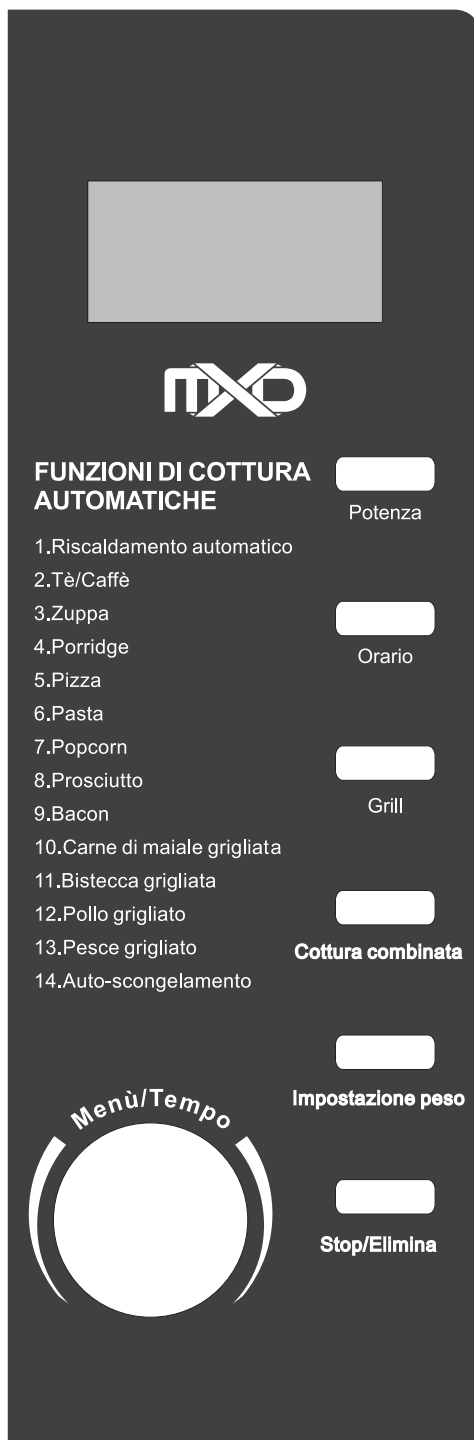 MXD
FUNZIONI DI COTTURA
AUTOMATICHE
1.Riscaldamento automatico
2.Tè/Caffè
3.Zuppa
4.Porridge
5.Pizza
6.Pasta
7.Popcorn
8.Prosciutto
9.Bacon
10.Carne di maiale grigliata
11.Bistecca grigliata
12.Pollo grigliato
13.Pesce grigliato
14.Auto-scongelamento
Potenza
Orario
Grill
Cottura combinata
Impostazione peso
Stop/Elimina
Menù/Tempo